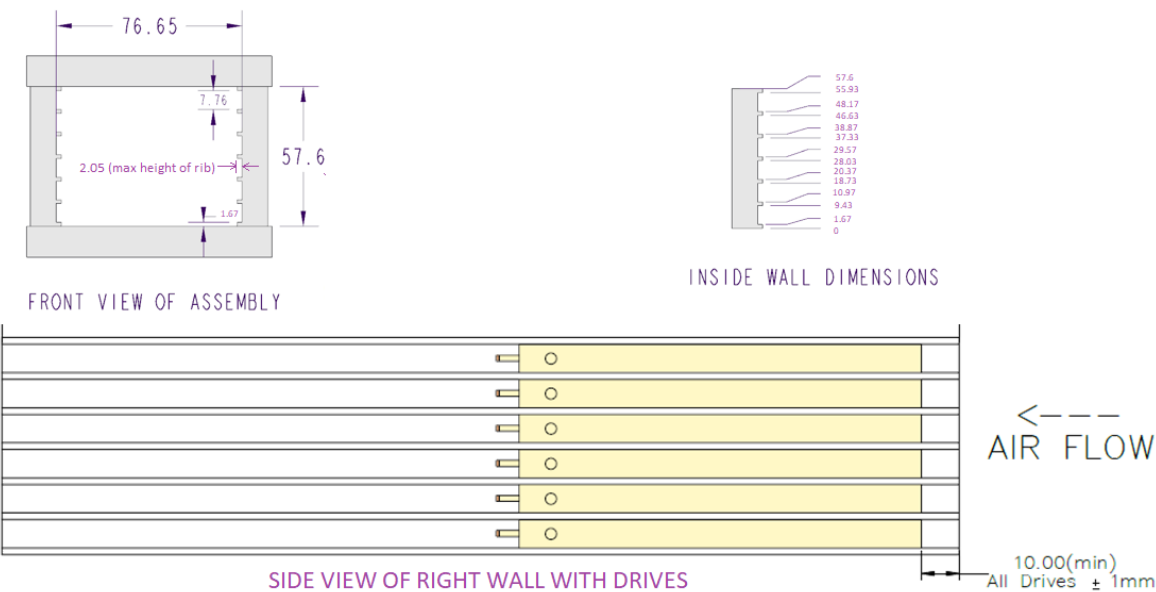 76.65
7.76
2.05 (max height of rib)
57.6
1.67
FRONT VIEW OF ASSEMBLY
57.6
55.93
48.17
46.63
38.87
37.33
29.57
28.03
20.37
18.73
10.97
9.43
1.67
0
INSIDE WALL DIMENSIONS
AIR FLOW
10.00(min)
All Drives ± 1mm
SIDE VIEW OF RIGHT WALL WITH DRIVES